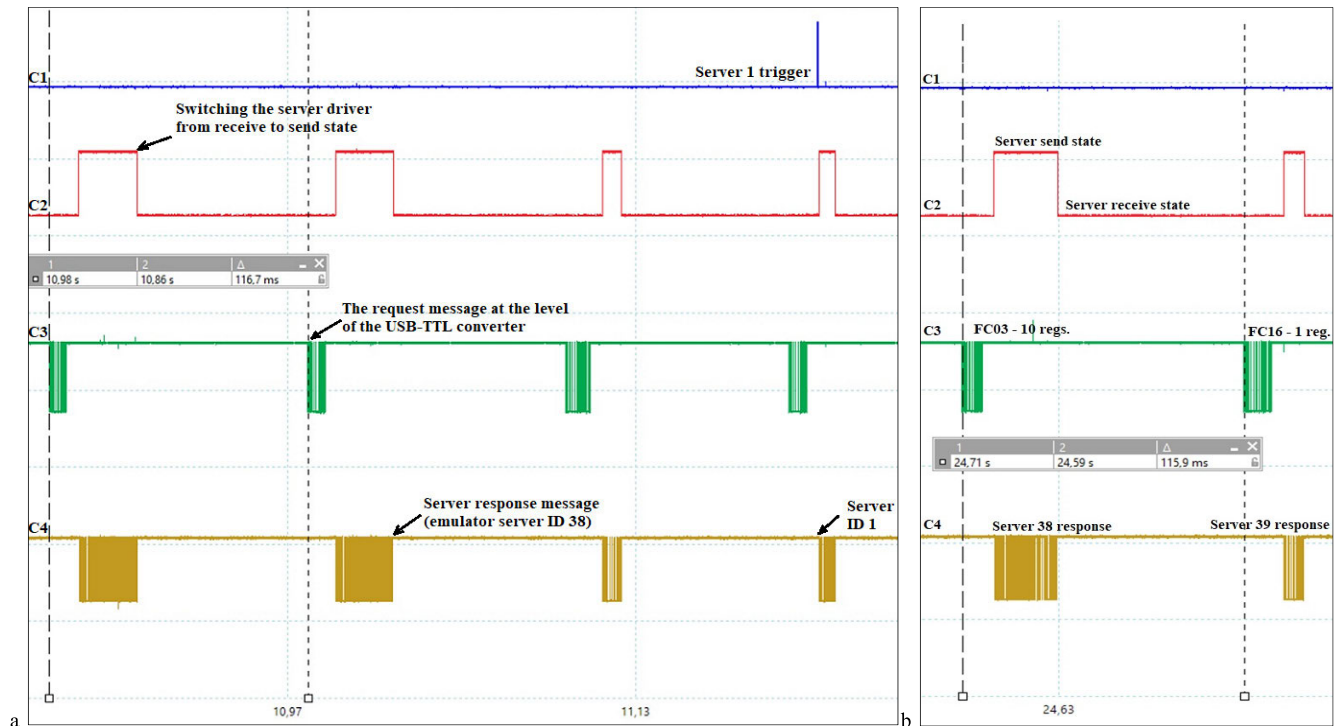 C1
Server 1 trigger
Switching the server driver
from receive to send state
C2
1 2 Δ
10,98 s 10,86 s 116,7 ms
The request message at the level
of the USB-TTL converter
C3
Server response message
(emulator server ID 38)
Server
ID 1
C4
10,97 11,13
a
C1
Server send state
C2
Server receive state
C3
FC03 - 10 regs.
FC16 - 1 reg.
1 2 Δ
24,71 s 24,59 s 115,9 ms
C4
Server 38 response
Server 39 response
24,63
b